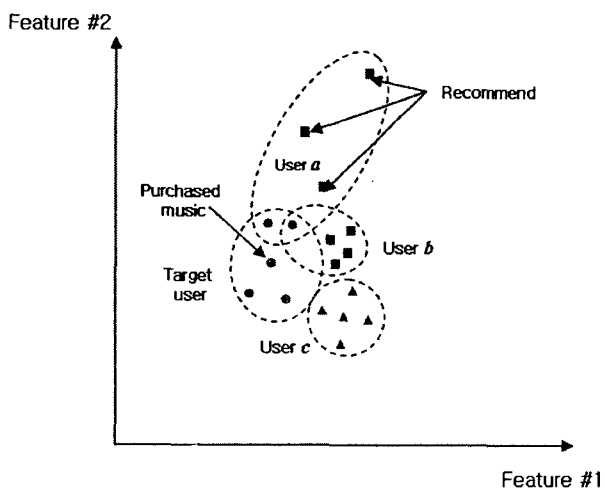 Feature #2
Recommend
User a
Purchased
music
User b
Target
user
User c
Feature #1